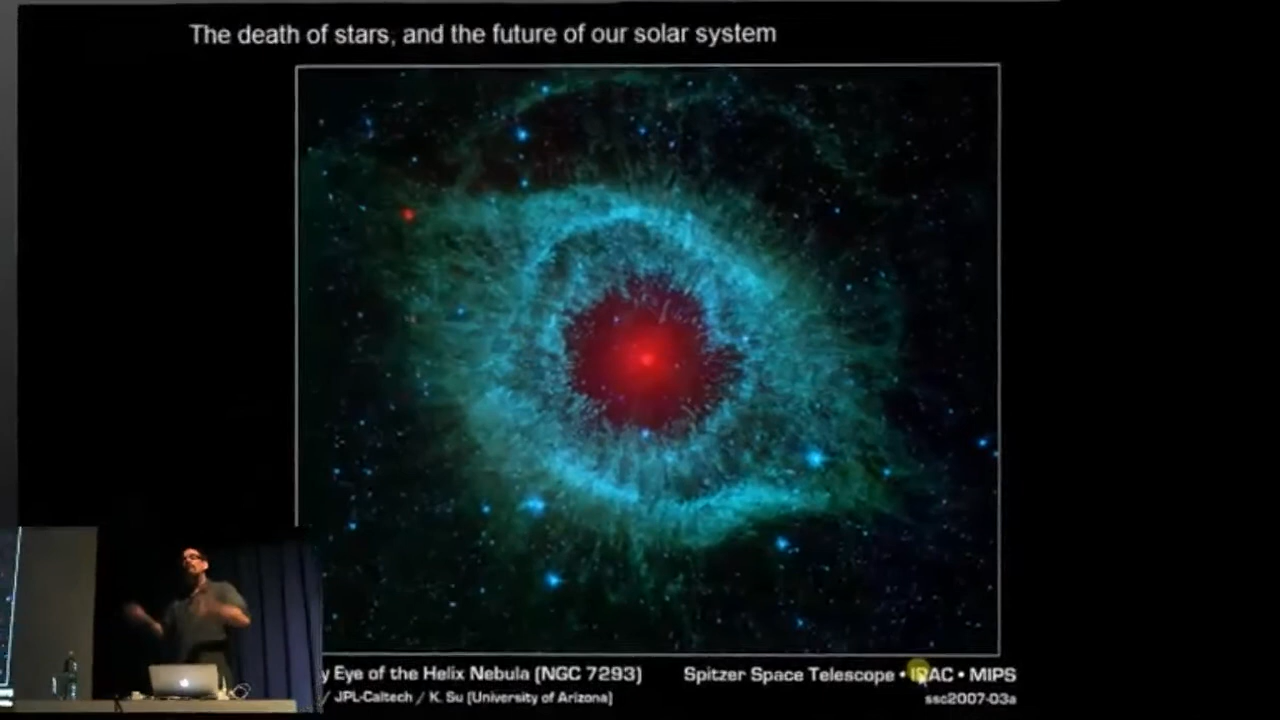 The death of stars, and the future of our solar system
y Eye of the Helix Nebula (NGC 7293)
Spitzer Space Telescope • IRAC • MIPS
/ JPL-Caltech / K. Su (University of Arizona)
ssc2007-03a